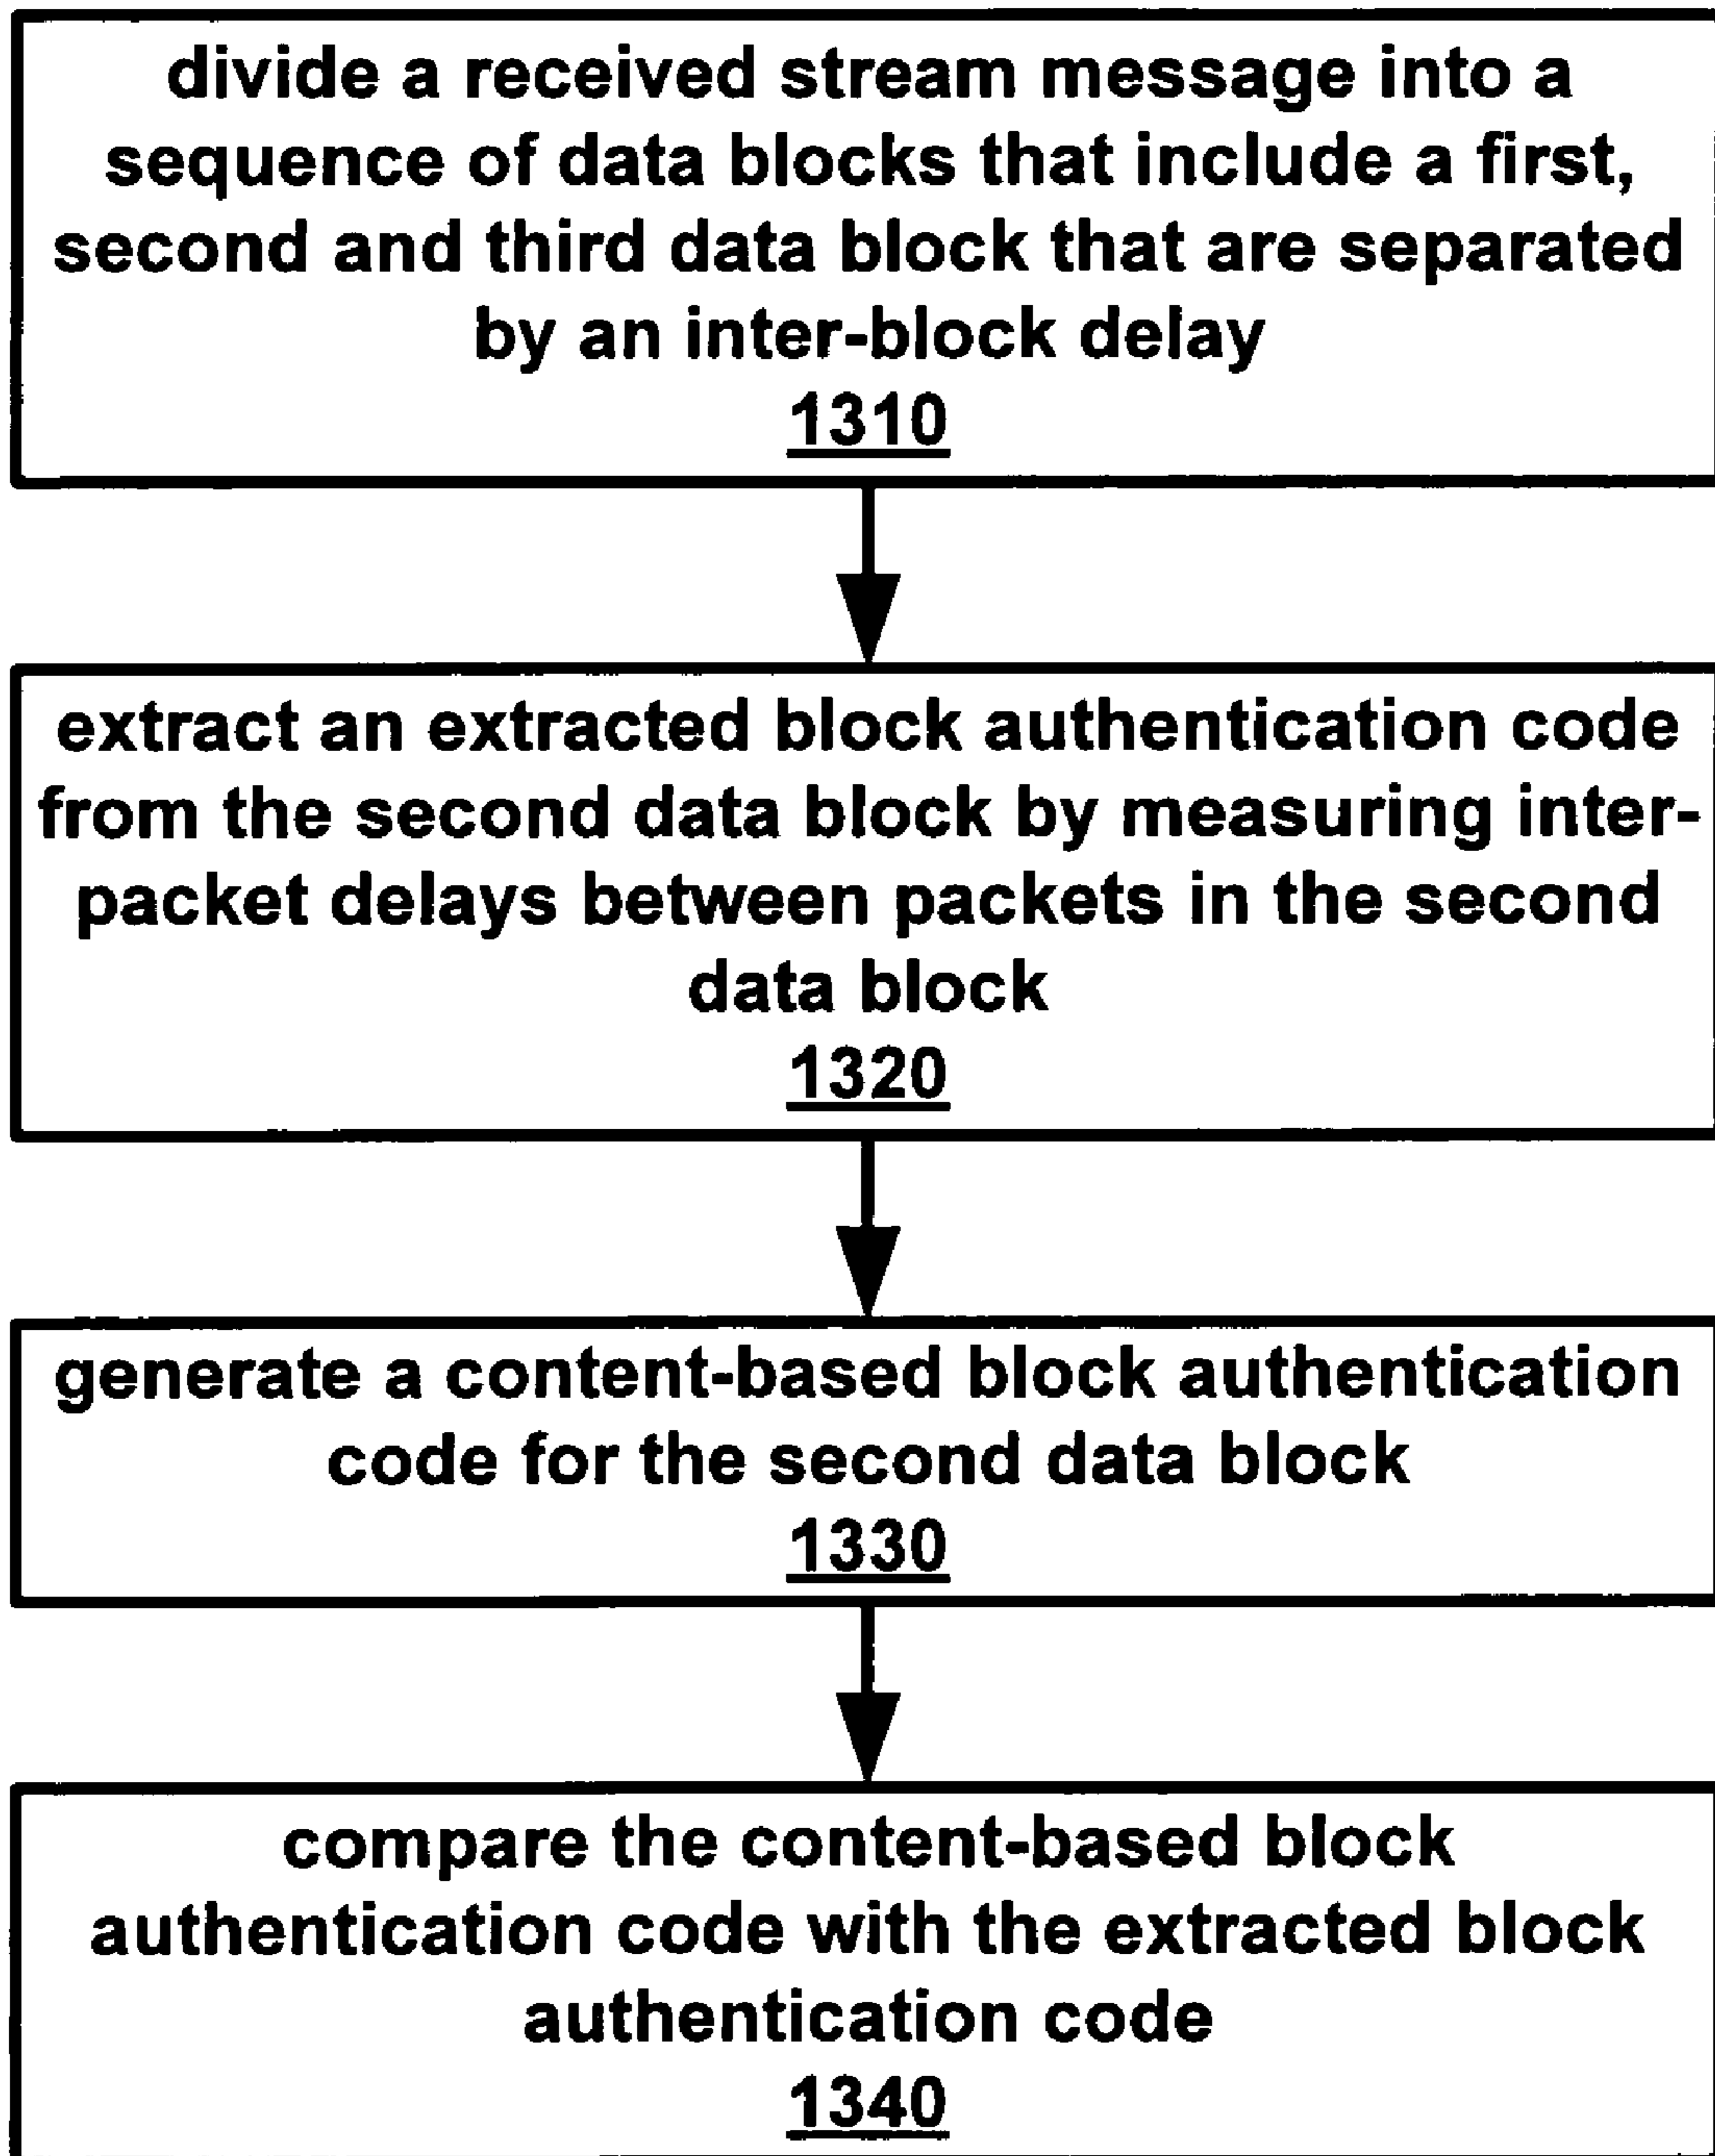 divide a received stream message into a
sequence of data blocks that include a first,
second and third data block that are separated
by an inter-block delay
1310
extract an extracted block authentication code
from the second data block by measuring inter-
packet delays between packets in the second
data block
1320
generate a content-based block authentication
code for the second data block
1330
compare the content-based block
authentication code with the extracted block
authentication code
1340